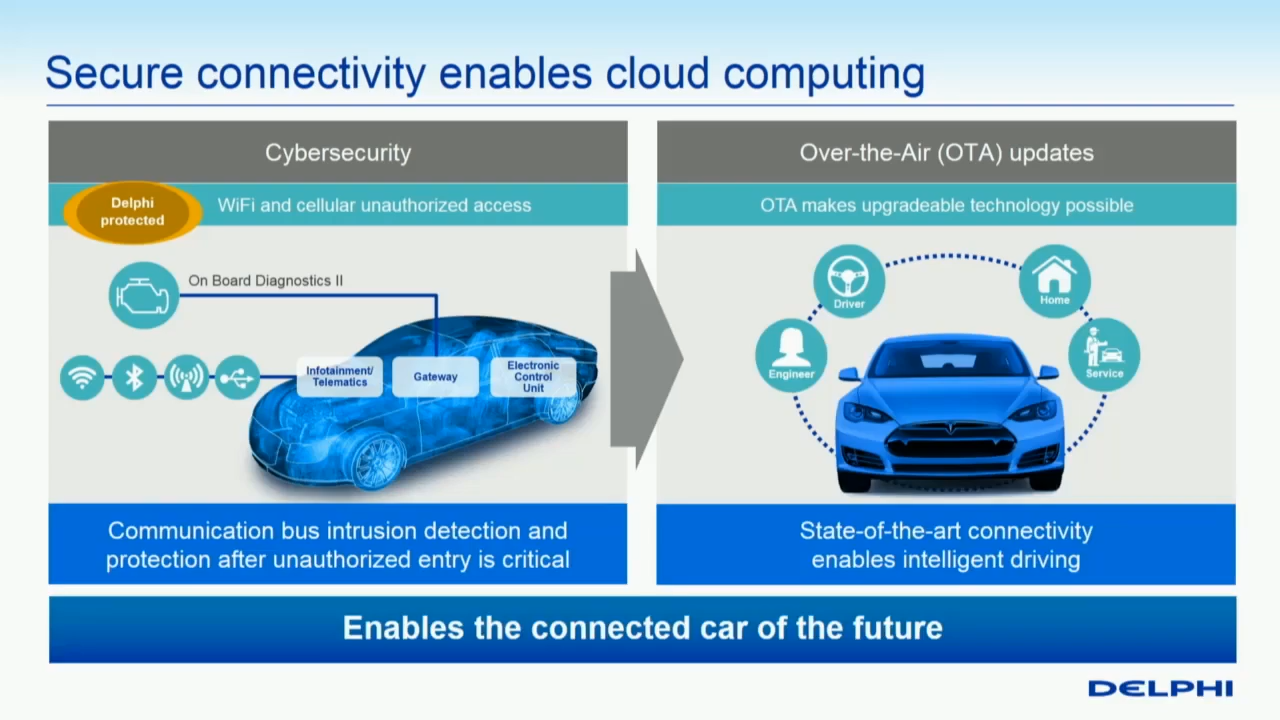 Secure connectivity enables cloud computing
Cybersecurity
Delphi
protected
WiFi and cellular unauthorized access
On Board Diagnostics II
Infotainment/
Telematics
Gateway
Electronic
Control
Unit
Communication bus intrusion detection and
protection after unauthorized entry is critical
Over-the-Air (OTA) updates
OTA makes upgradeable technology possible
Driver
Home
Engineer
Service
State-of-the-art connectivity
enables intelligent driving
Enables the connected car of the future
DELPHI